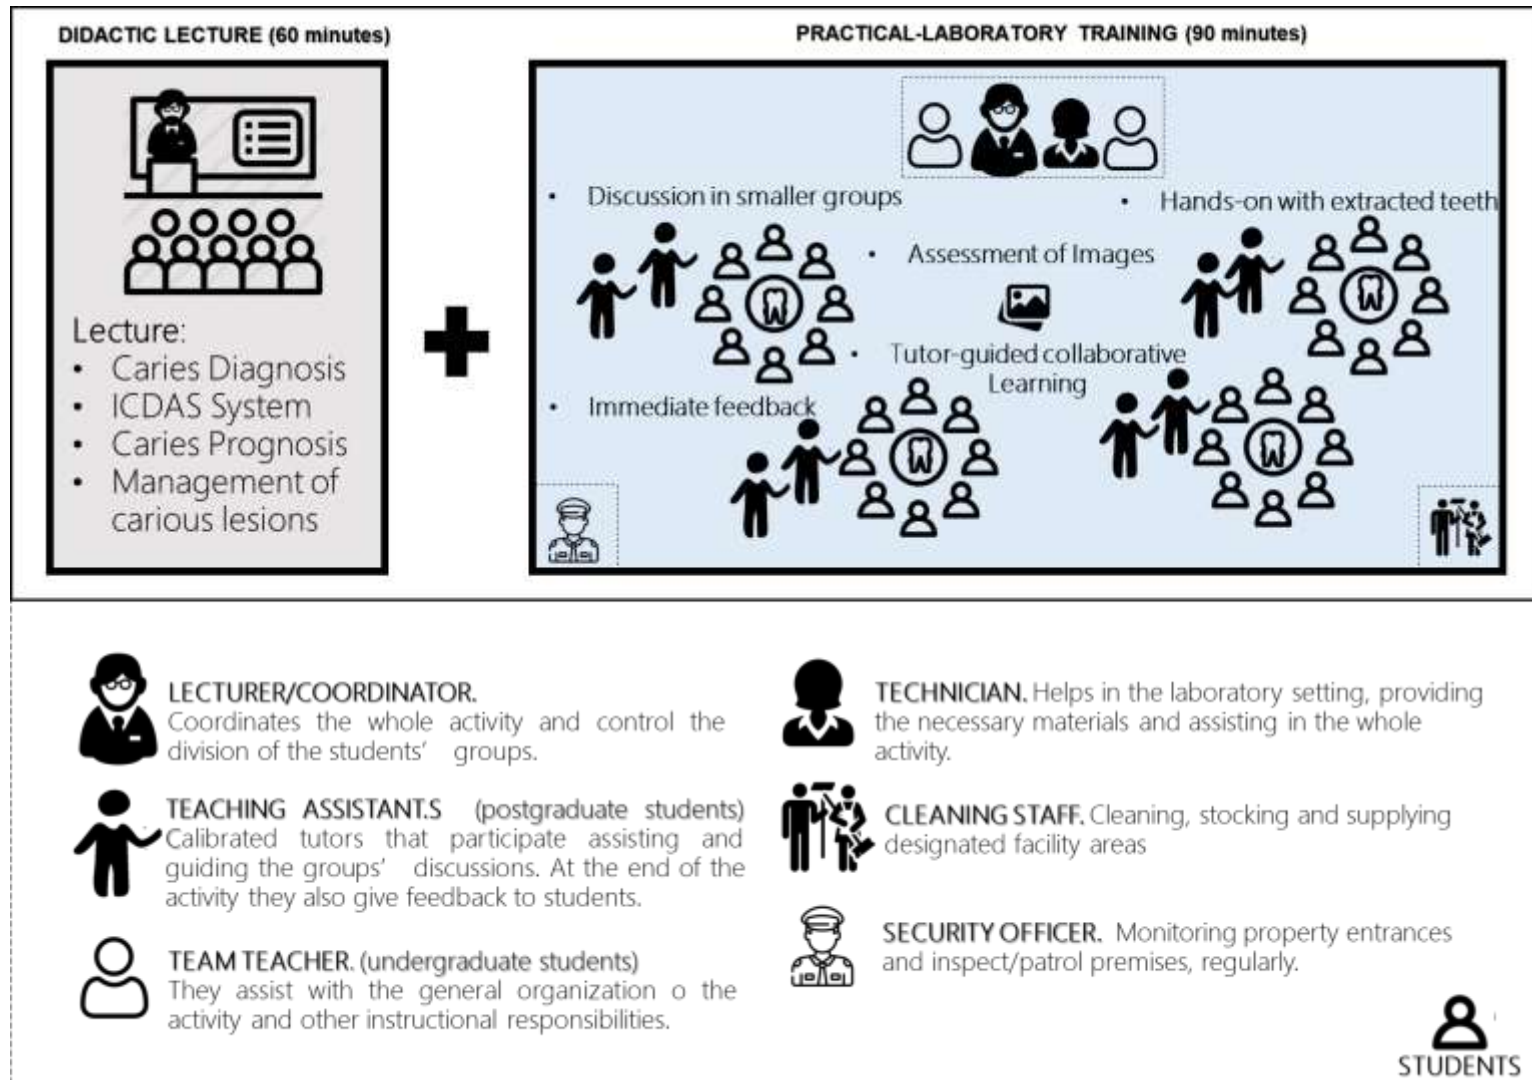 DIDACTIC LECTURE (60 minutes)
PRACTICAL-LABORATORY TRAINING (90 minutes)
Lecture:
• Caries Diagnosis
• ICDAS System
• Caries Prognosis
• Management of
carious lesions
• Discussion in smaller groups
• Hands-on with extracted teeth
• Assessment of Images
• Tutor-guided collaborative
Learning
• Immediate feedback
LECTURER/COORDINATOR.
Coordinates the whole activity and control the
division of the students' groups.
TEACHING ASSISTANT.S (postgraduate students)
Calibrated tutors that participate assisting and
guiding the groups' discussions. At the end of the
activity they also give feedback to students.
TEAM TEACHER. (undergraduate students)
They assist with the general organization o the
activity and other instructional responsibilities.
TECHNICIAN. Helps in the laboratory setting, providing
the necessary materials and assisting in the whole
activity.
CLEANING STAFF. Cleaning, stocking and supplying
designated facility areas
SECURITY OFFICER. Monitoring property entrances
and inspect/patrol premises, regularly.
STUDENTS